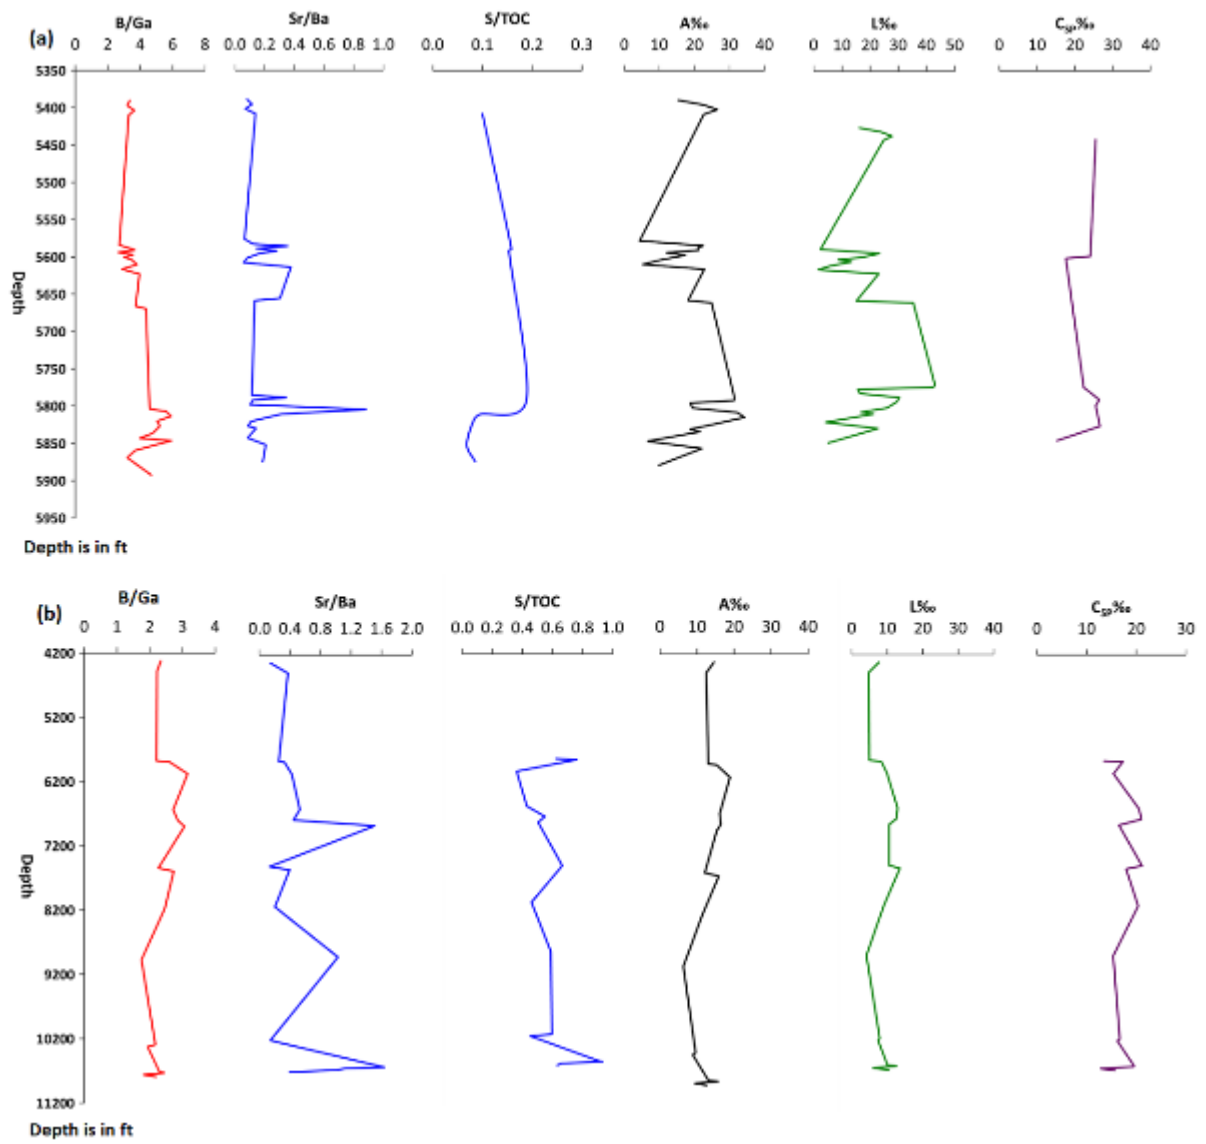 (a) B/Ga Sr/Ba S/TOC A‰ L‰ C_SP‰
0 2 4 6 8 0.0 0.2 0.4 0.6 0.8 1.0 0.0 0.1 0.2 0.3 0 10 20 30 40 0 10 20 30 40 50 0 10 20 30 40
5350
5400
5450
5500
5550
5600
5650
5700
5750
5800
5850
5900
5950
Depth
Depth is in ft
(b) B/Ga Sr/Ba S/TOC A‰ L‰ C_SP‰
0 1 2 3 4 0.0 0.4 0.8 1.2 1.6 2.0 0.0 0.2 0.4 0.6 0.8 1.0 0 10 20 30 40 0 10 20 30 40 0 10 20 30
4200
5200
6200
7200
8200
9200
10200
11200
Depth
Depth is in ft